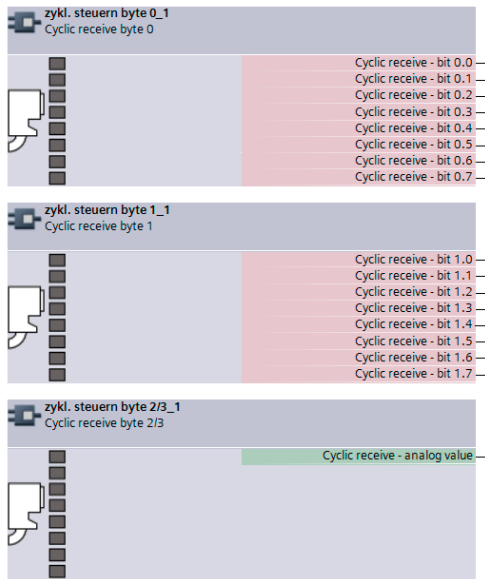 zykl. steuern byte 0_1
Cyclic receive byte 0
Cyclic receive - bit 0.0
Cyclic receive - bit 0.1
Cyclic receive - bit 0.2
Cyclic receive - bit 0.3
Cyclic receive - bit 0.4
Cyclic receive - bit 0.5
Cyclic receive - bit 0.6
Cyclic receive - bit 0.7
zykl. steuern byte 1_1
Cyclic receive byte 1
Cyclic receive - bit 1.0
Cyclic receive - bit 1.1
Cyclic receive - bit 1.2
Cyclic receive - bit 1.3
Cyclic receive - bit 1.4
Cyclic receive - bit 1.5
Cyclic receive - bit 1.6
Cyclic receive - bit 1.7
zykl. steuern byte 2/3_1
Cyclic receive byte 2/3
Cyclic receive - analog value